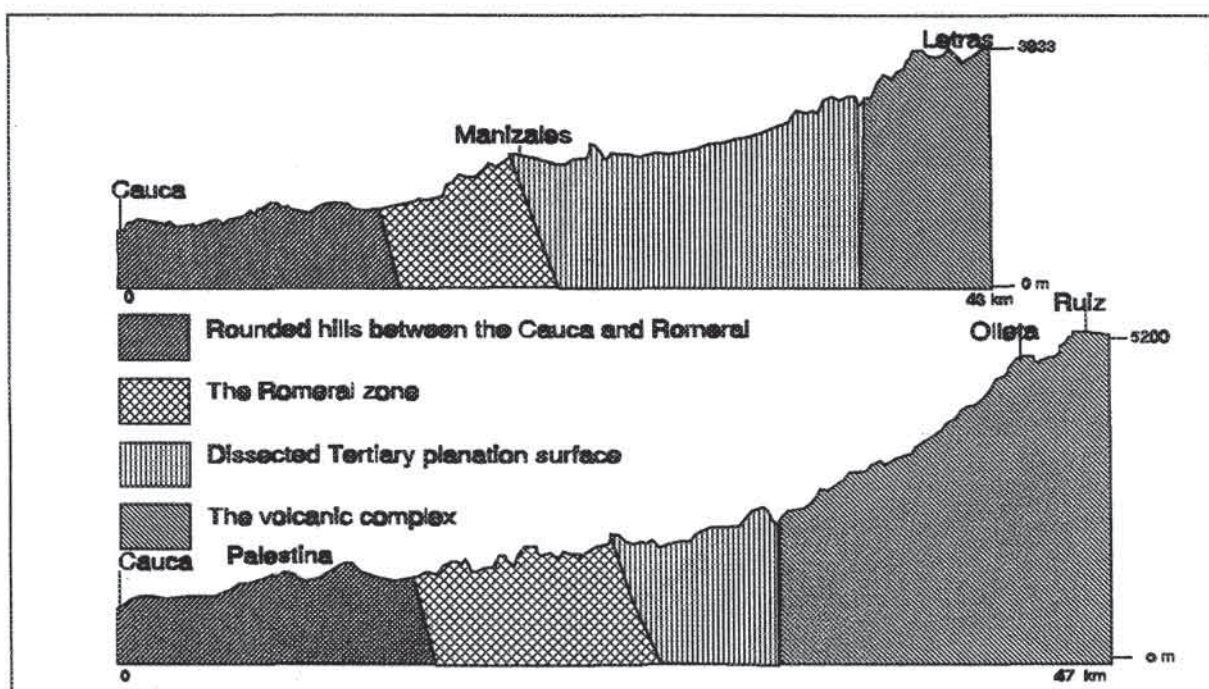 Letras
3933
Manizales
Cauca
0 m
0
43 km
Ruiz
Rounded hills between the Cauca and Romeral
Olleta
5200
The Romeral zone
Dissected Tertiary planation surface
The volcanic complex
Cauca Palestina
0 m
0
47 km